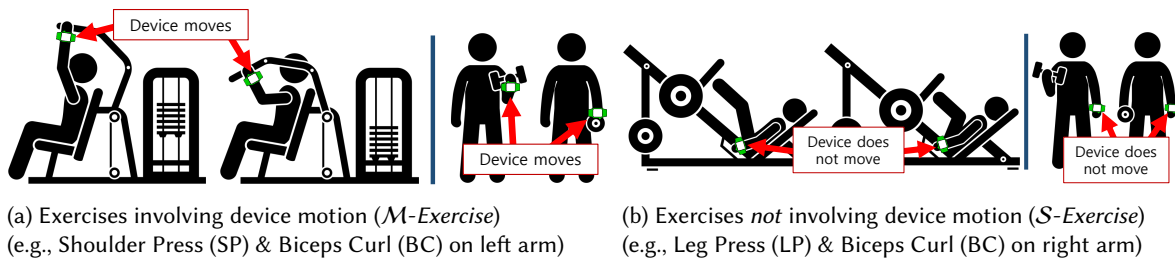 Device moves
Device moves
Device does
not move
Device does
not move
(a) Exercises involving device motion (M-Exercise)
(e.g., Shoulder Press (SP) & Biceps Curl (BC) on left arm)
(b) Exercises not involving device motion (S-Exercise)
(e.g., Leg Press (LP) & Biceps Curl (BC) on right arm)